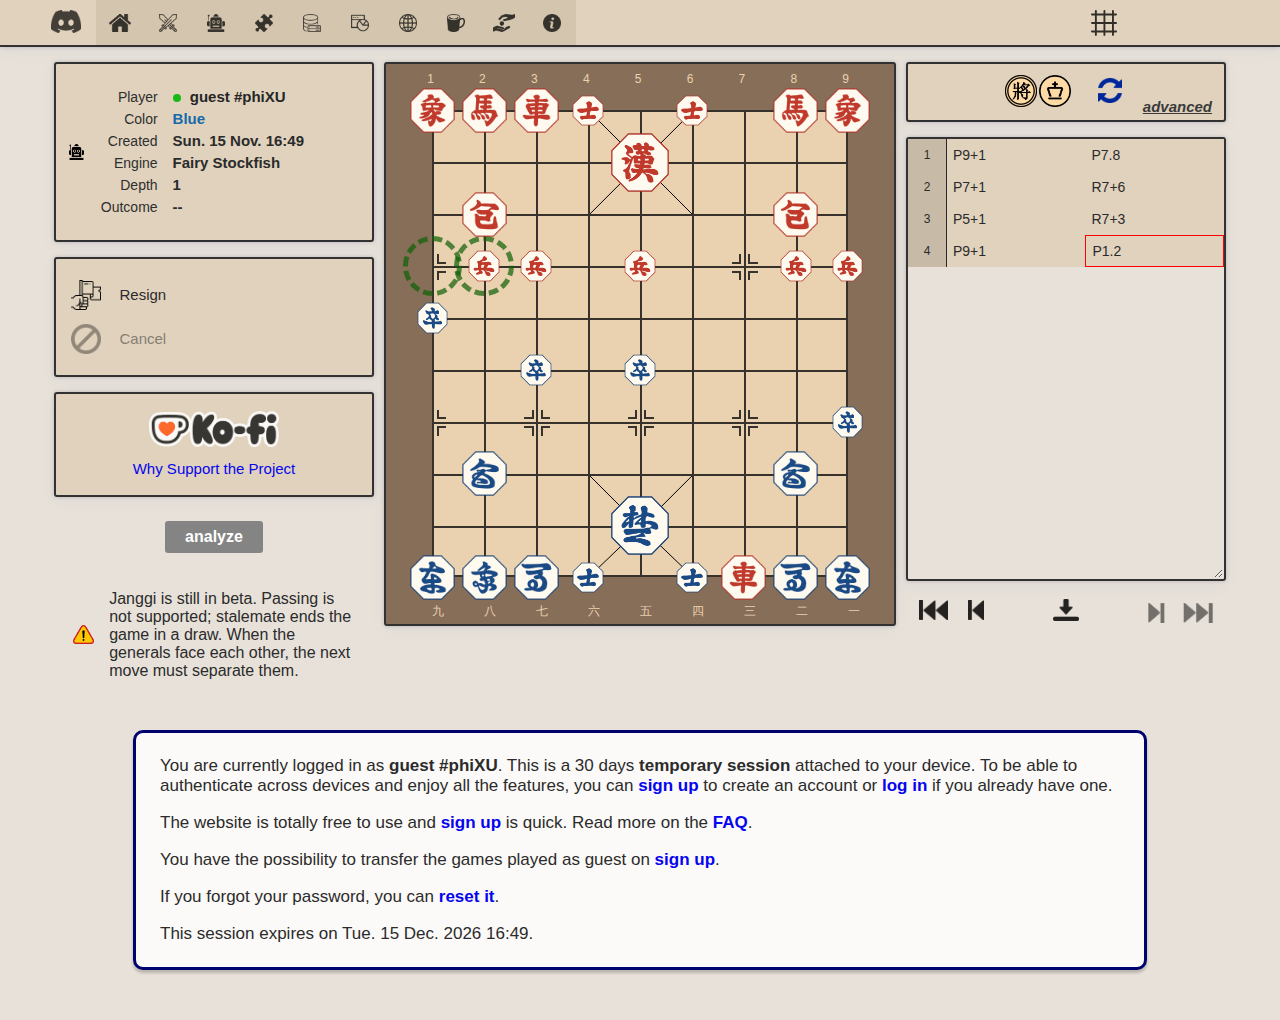 Player guest #phiXU
Color Blue
Created Sun. 15 Nov. 16:49
Engine Fairy Stockfish
Depth 1
Outcome --
Resign
Cancel
Ko-fi
Why Support the Project
analyze
Janggi is still in beta. Passing is
not supported; stalemate ends the
game in a draw. When the
generals face each other, the next
move must separate them.
1 2 3 4 5 6 7 8 9
象 馬 車 士 士 馬 象
漢
包 包
兵 兵 兵 兵 兵
卒
卒 卒
卒
包 包
楚
象 馬 車 士 士 車 馬 象
九 八 七 六 五 四 三 二 一
將
advanced
1 P9+1 P7.8
2 P7+1 R7+6
3 P5+1 R7+3
4 P9+1 P1.2
You are currently logged in as guest #phiXU. This is a 30 days temporary session attached to your device. To be able to
authenticate across devices and enjoy all the features, you can sign up to create an account or log in if you already have one.
The website is totally free to use and sign up is quick. Read more on the FAQ.
You have the possibility to transfer the games played as guest on sign up.
If you forgot your password, you can reset it.
This session expires on Tue. 15 Dec. 2026 16:49.